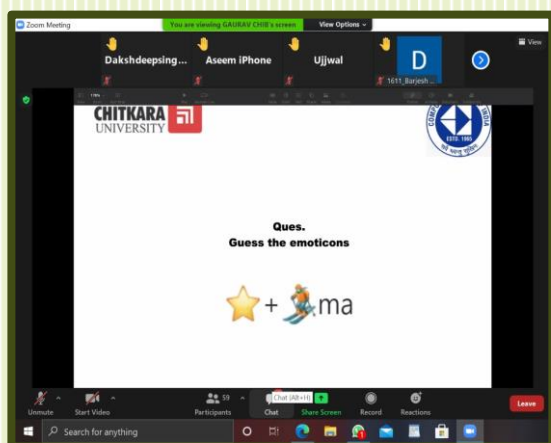 Zoom Meeting
You are viewing GAURAV CHIB's screen
View Options
View
Dakshdeepsing...
Aseem iPhone
Ujjwal
D
1611_Barjesh ...
CHITKARA
UNIVERSITY
INDIA
ESTD. 1965
Ques.
Guess the emoticons
+ ma
Unmute
Start Video
59
Participants
Chat (Alt+H)
Chat
Share Screen
Record
Reactions
Leave
Search for anything